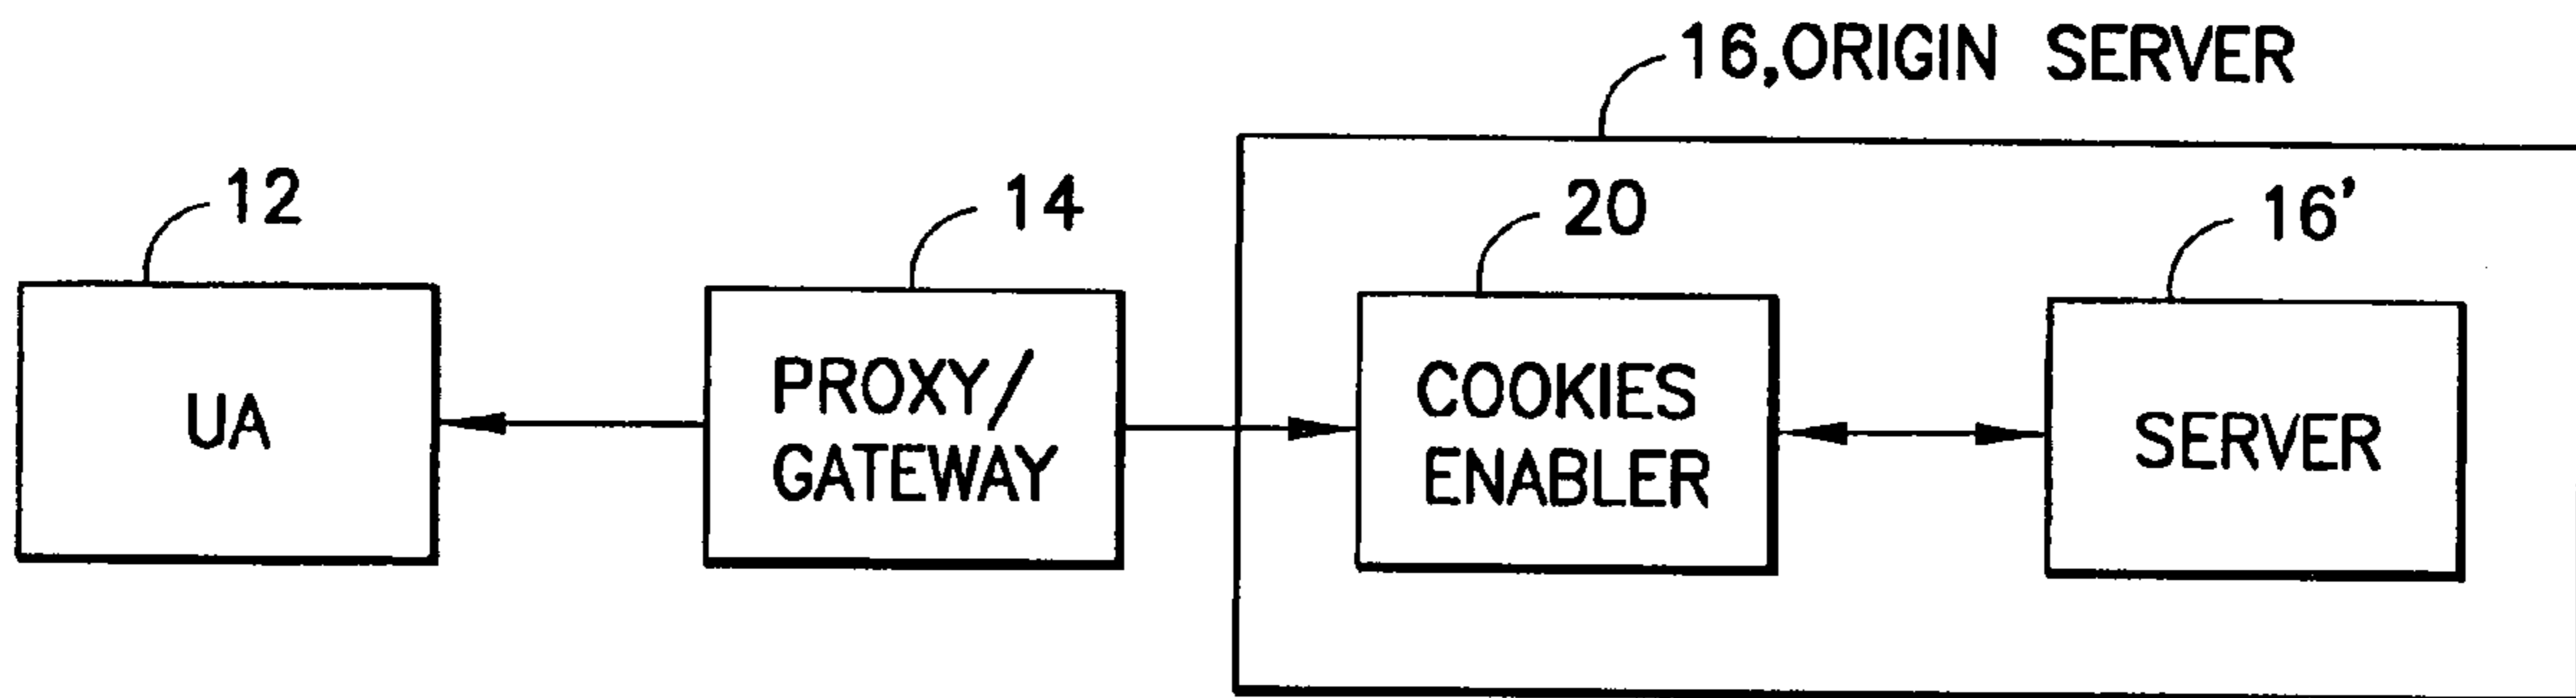 16,ORIGIN SERVER
12
14
20
16'
UA
PROXY/
GATEWAY
COOKIES
ENABLER
SERVER